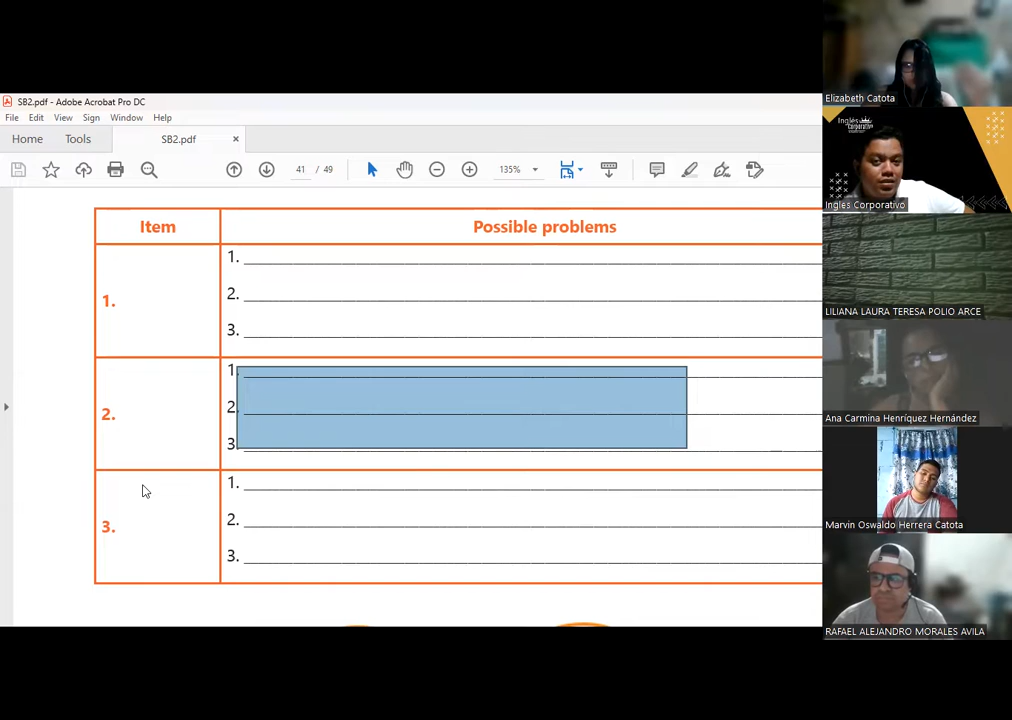 SB2.pdf - Adobe Acrobat Pro DC
File Edit View Sign Window Help
Home Tools SB2.pdf ×
41 / 49 135%
Item Possible problems
1.
1.
2.
3.
2.
1.
2.
3.
3.
1.
2.
3.
Elizabeth Catota
Inglés Corporativo
Ingles Corporativo
LILIANA LAURA TERESA POLIO ARCE
Ana Carmina Henríquez Hernández
Marvin Oswaldo Herrera Catota
RAFAEL ALEJANDRO MORALES AVILA